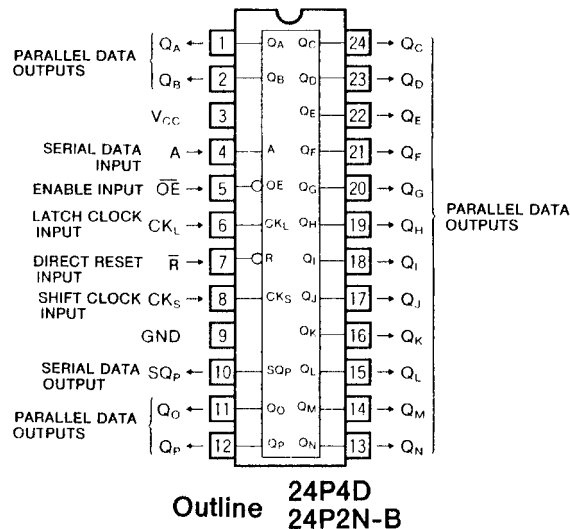 PARALLEL DATA OUTPUTS
Q_A ← 1 Q_A Q_C 24 → Q_C
Q_B ← 2 Q_B Q_D 23 → Q_D
V_CC 3 Q_E 22 → Q_E
SERIAL DATA INPUT A → 4 A Q_F 21 → Q_F
ENABLE INPUT O̅E̅ → 5 OE Q_G 20 → Q_G
LATCH CLOCK INPUT CK_L → 6 CK_L Q_H 19 → Q_H
PARALLEL DATA OUTPUTS
DIRECT RESET INPUT R̅ → 7 R Q_I 18 → Q_I
SHIFT CLOCK INPUT CK_S → 8 CK_S Q_J 17 → Q_J
GND 9 Q_K 16 → Q_K
SERIAL DATA OUTPUT SQ_P ← 10 SQ_P Q_L 15 → Q_L
PARALLEL DATA OUTPUTS
Q_O ← 11 Q_O Q_M 14 → Q_M
Q_P ← 12 Q_P Q_N 13 → Q_N
Outline 24P4D
24P2N-B